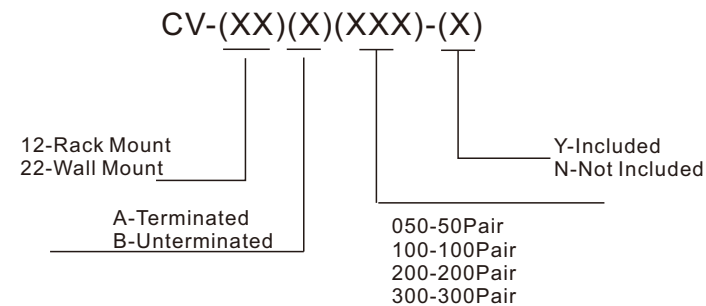 CV-(XX)(X)(XXX)-(X)
12-Rack Mount
22-Wall Mount
A-Terminated
B-Unterminated
050-50Pair
100-100Pair
200-200Pair
300-300Pair
Y-Included
N-Not Included